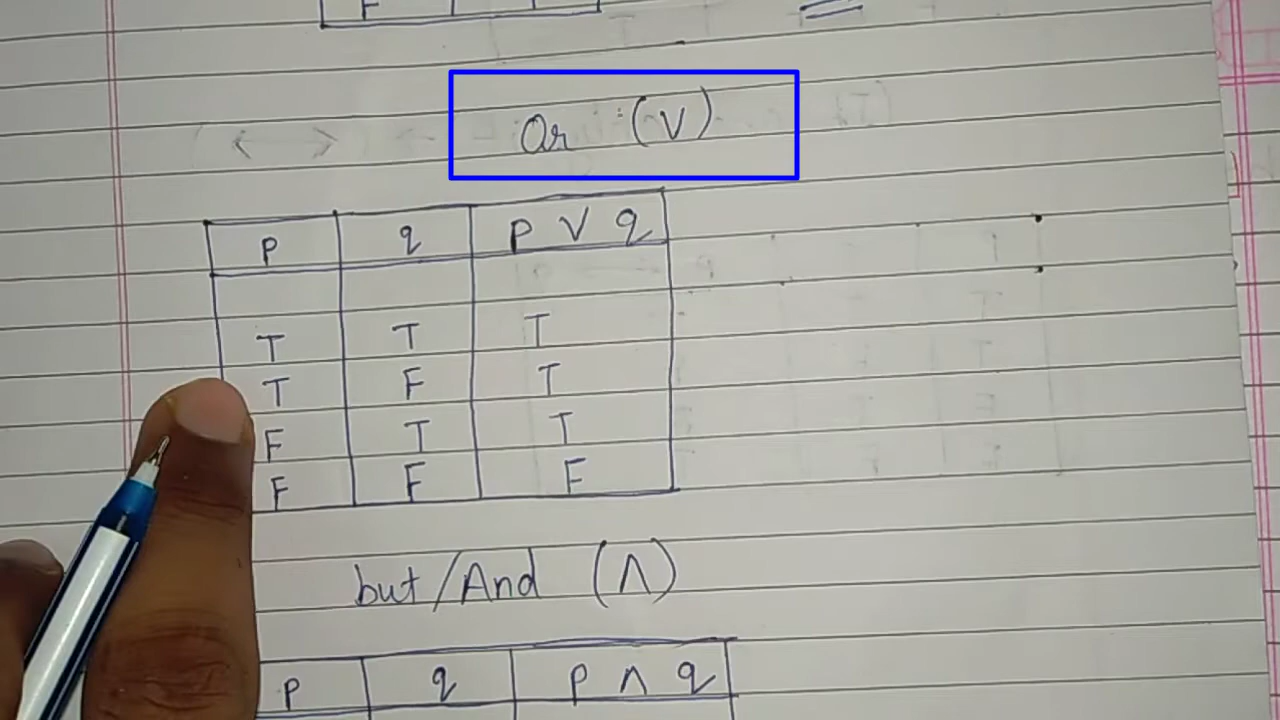 F
Or (V)
p q p V q
T T T
T F T
F T T
F F F
but/And (Λ)
p q p Λ q